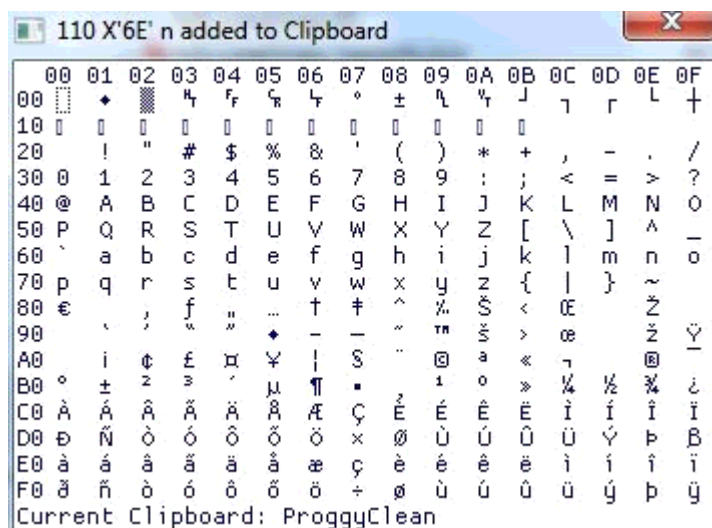 110 X'6E' n added to Clipboard
00 01 02 03 04 05 06 07 08 09 0A 0B 0C 0D 0E 0F
00 ◆ ▒ ␉ ␌ ␍ ␊ ° ± ␤ ␋ ┘ ┐ ┌ └ ┼
10 ▯ ▯ ▯ ▯ ▯ ▯ ▯ ▯ ▯ ▯ ▯ ▯
20 ! " # $ % & ' ( ) * + , - . /
30 0 1 2 3 4 5 6 7 8 9 : ; < = > ?
40 @ A B C D E F G H I J K L M N O
50 P Q R S T U V W X Y Z [ \ ] ^ _
60 ` a b c d e f g h i j k l m n o
70 p q r s t u v w x y z { | } ~
80 € ‚ ƒ „ … † ‡ ˆ ‰ Š ‹ Œ Ž
90 ‘ ’ “ ” • – — ˜ ™ š › œ ž Ÿ
A0 ¡ ¢ £ ¤ ¥ ¦ § ¨ © ª « ¬ ® ¯
B0 ° ± ² ³ ´ µ ¶ · ¸ ¹ º » ¼ ½ ¾ ¿
C0 À Á Â Ã Ä Å Æ Ç È É Ê Ë Ì Í Î Ï
D0 Ð Ñ Ò Ó Ô Õ Ö × Ø Ù Ú Û Ü Ý Þ ß
E0 à á â ã ä å æ ç è é ê ë ì í î ï
F0 ð ñ ò ó ô õ ö ÷ ø ù ú û ü ý þ ÿ
Current Clipboard: ProggyClean